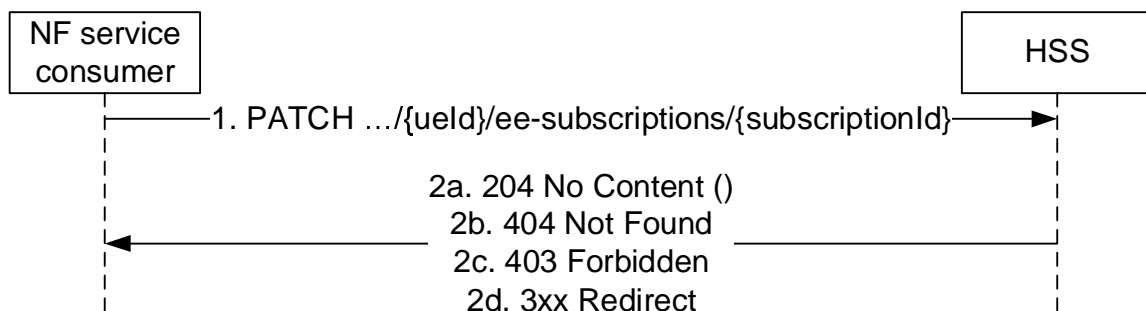 NF service
consumer
HSS
1. PATCH …/{ueId}/ee-subscriptions/{subscriptionId}
2a. 204 No Content ()
2b. 404 Not Found
2c. 403 Forbidden
2d. 3xx Redirect